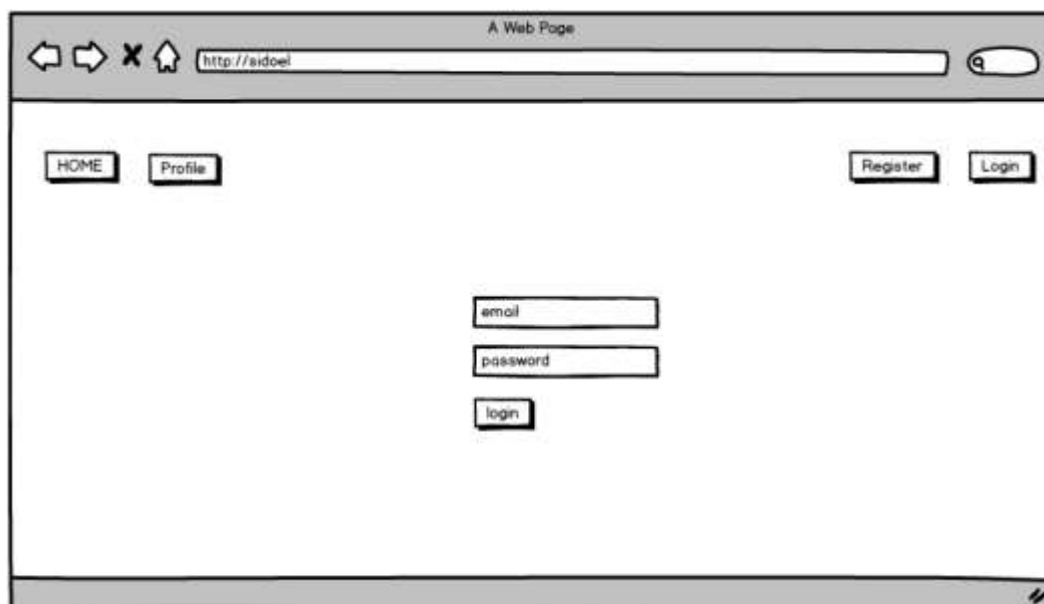 A Web Page
http://sidoel
HOME Profile Register Login
email
password
login